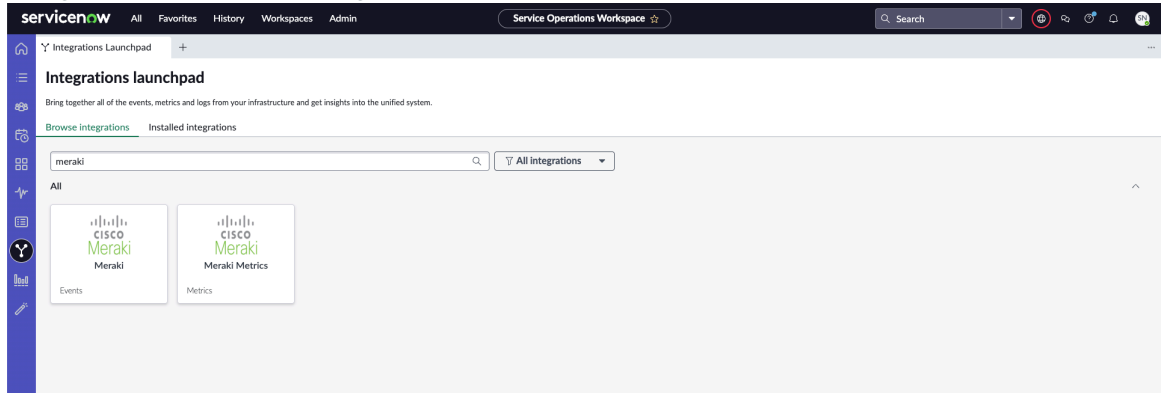 servicenow All Favorites History Workspaces Admin Service Operations Workspace Search SN
Integrations Launchpad
Integrations launchpad
Bring together all of the events, metrics and logs from your infrastructure and get insights into the unified system.
Browse integrations Installed integrations
meraki All integrations
All
CISCO CISCO
Meraki Meraki
Meraki Meraki Metrics
Events Metrics